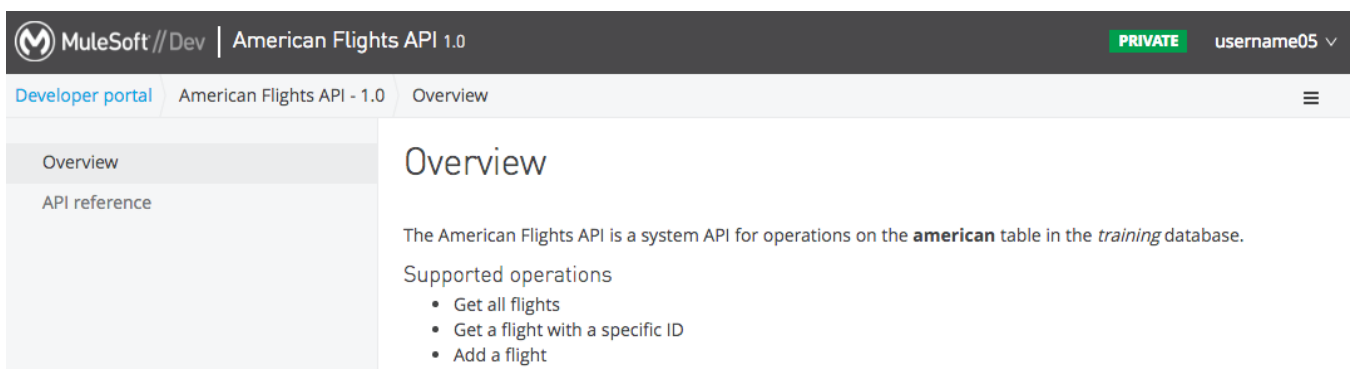 MuleSoft//Dev American Flights API 1.0 PRIVATE username05
Developer portal American Flights API - 1.0 Overview
Overview
API reference
Overview
The American Flights API is a system API for operations on the american table in the training database.
Supported operations
• Get all flights
• Get a flight with a specific ID
• Add a flight